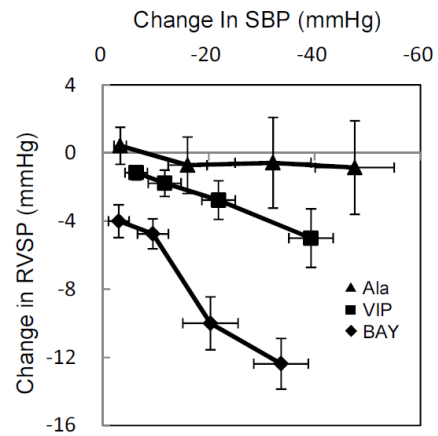 Change In SBP (mmHg)
0 -20 -40 -60
4
0
-4
-8
-12
-16
Change in RVSP (mmHg)
Ala
VIP
BAY